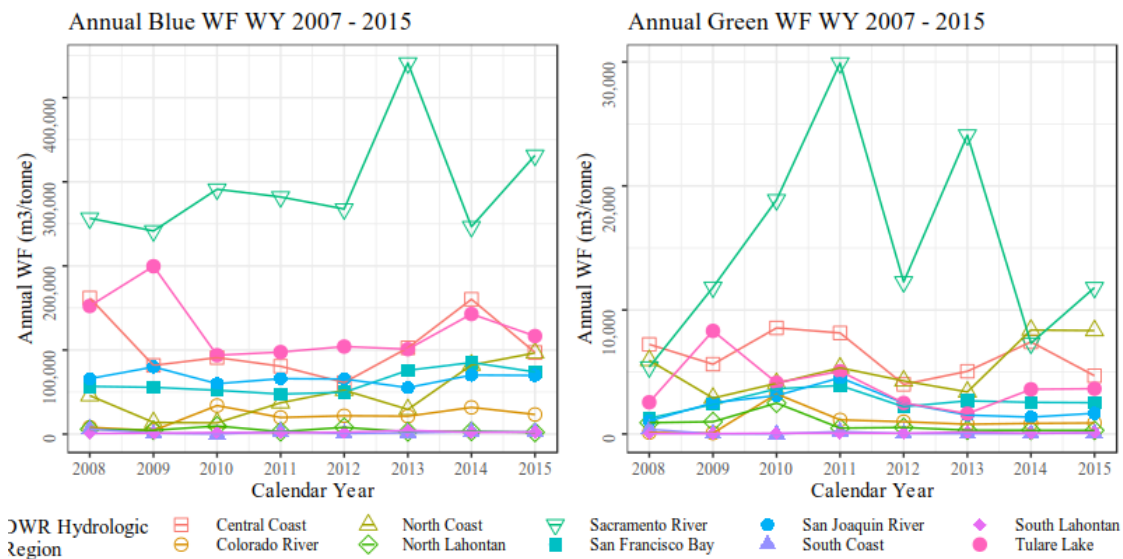 Annual Blue WF WY 2007 - 2015
Annual WF (m3/tonne)
400,000
300,000
200,000
100,000
0
2008 2009 2010 2011 2012 2013 2014 2015
Calendar Year
Annual Green WF WY 2007 - 2015
Annual WF (m3/tonne)
30,000
20,000
10,000
0
2008 2009 2010 2011 2012 2013 2014 2015
Calendar Year
DWR Hydrologic
Region
Central Coast
Colorado River
North Coast
North Lahontan
Sacramento River
San Francisco Bay
San Joaquin River
South Coast
South Lahontan
Tulare Lake